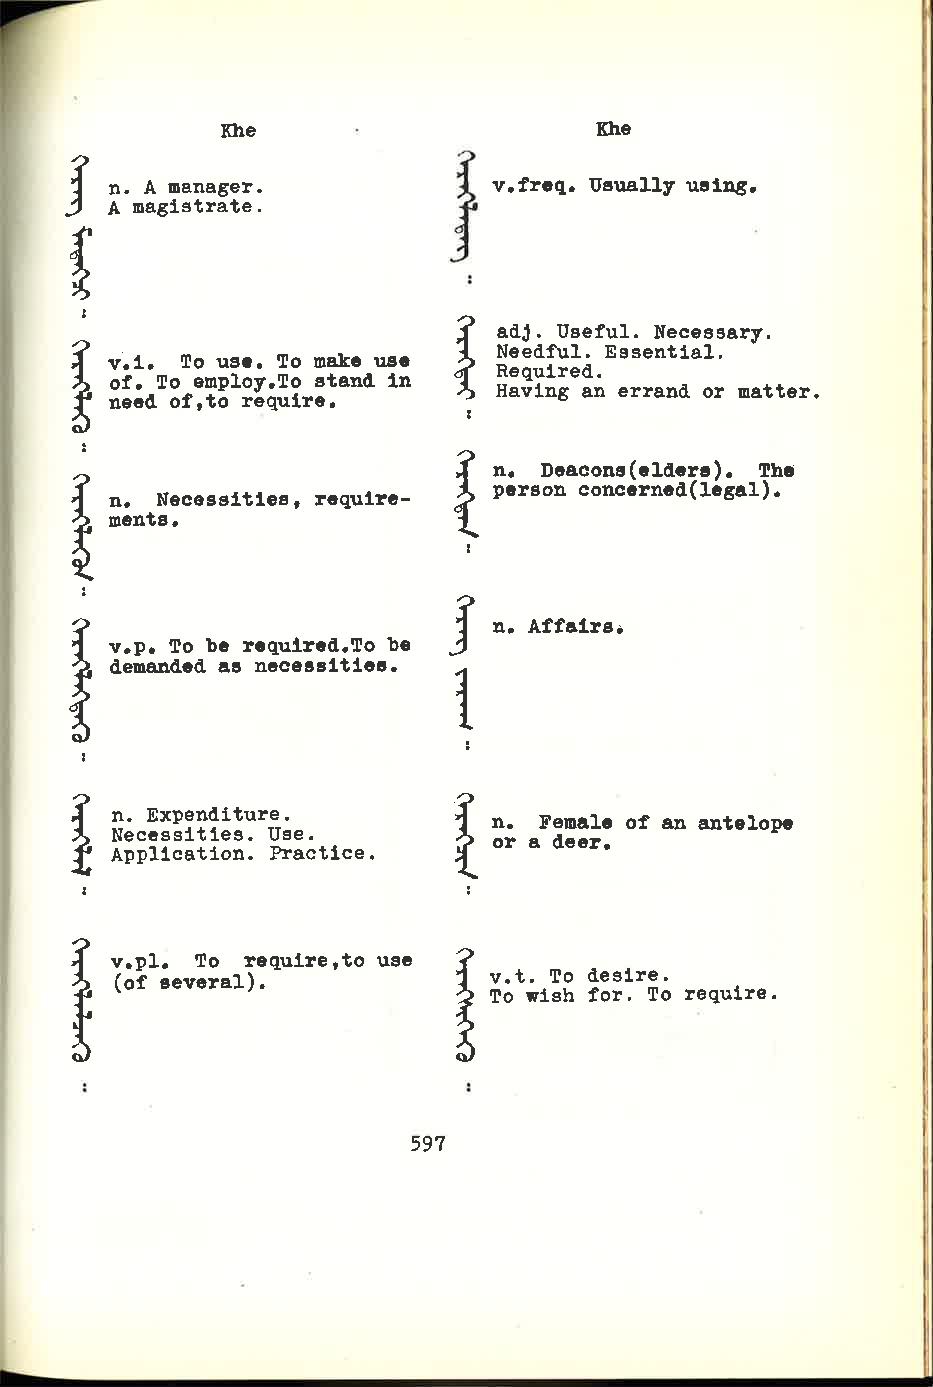 Khe
n. A manager.
A magistrate.
:
v.i. To use. To make use
of. To employ.To stand in
need of,to require.
:
n. Necessities, require-
ments.
:
v.p. To be required.To be
demanded as necessities.
:
n. Expenditure.
Necessities. Use.
Application. Practice.
:
v.pl. To require,to use
(of several).
:
Khe
v.freq. Usually using.
:
adj. Useful. Necessary.
Needful. Essential.
Required.
Having an errand or matter.
:
n. Deacons(elders). The
person concerned(legal).
:
n. Affairs.
:
n. Female of an antelope
or a deer.
:
v.t. To desire.
To wish for. To require.
:
597